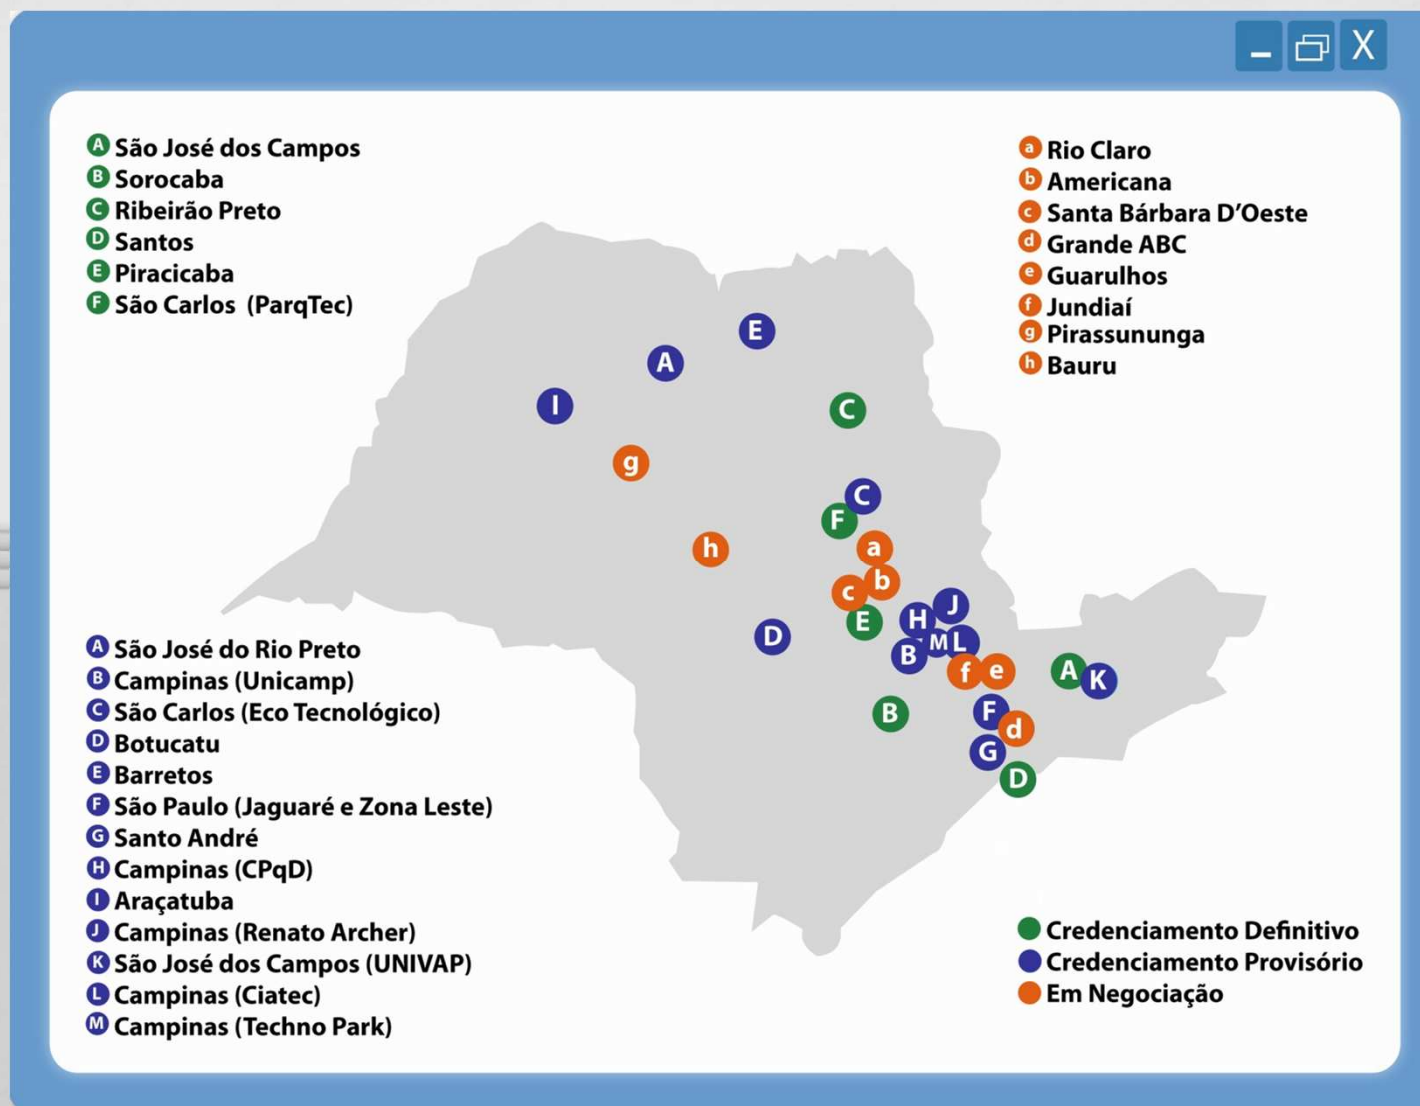 A São José dos Campos
B Sorocaba
C Ribeirão Preto
D Santos
E Piracicaba
F São Carlos (ParqTec)
a Rio Claro
b Americana
c Santa Bárbara D'Oeste
d Grande ABC
e Guarulhos
f Jundiaí
g Pirassununga
h Bauru
E
A
I
C
g
C
F
a
h
b
c
E
J
H
D
M L
B
f e
A K
F
B
d
G
D
A São José do Rio Preto
B Campinas (Unicamp)
C São Carlos (Eco Tecnológico)
D Botucatu
E Barretos
F São Paulo (Jaguaré e Zona Leste)
G Santo André
H Campinas (CPqD)
I Araçatuba
J Campinas (Renato Archer)
K São José dos Campos (UNIVAP)
L Campinas (Ciatec)
M Campinas (Techno Park)
Credenciamento Definitivo
Credenciamento Provisório
Em Negociação